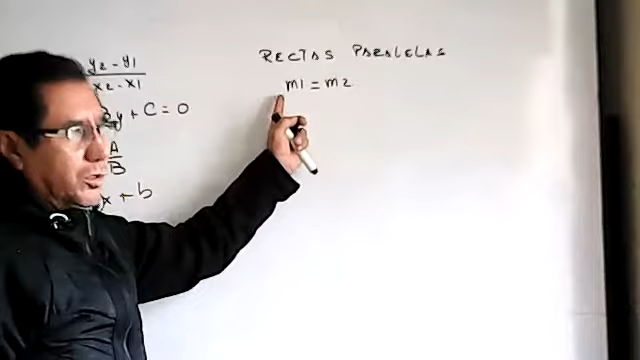 y2 - y1
x2 - x1
y + C = 0
A
B
x + b
RECTAS PARALELAS
m1 = m2